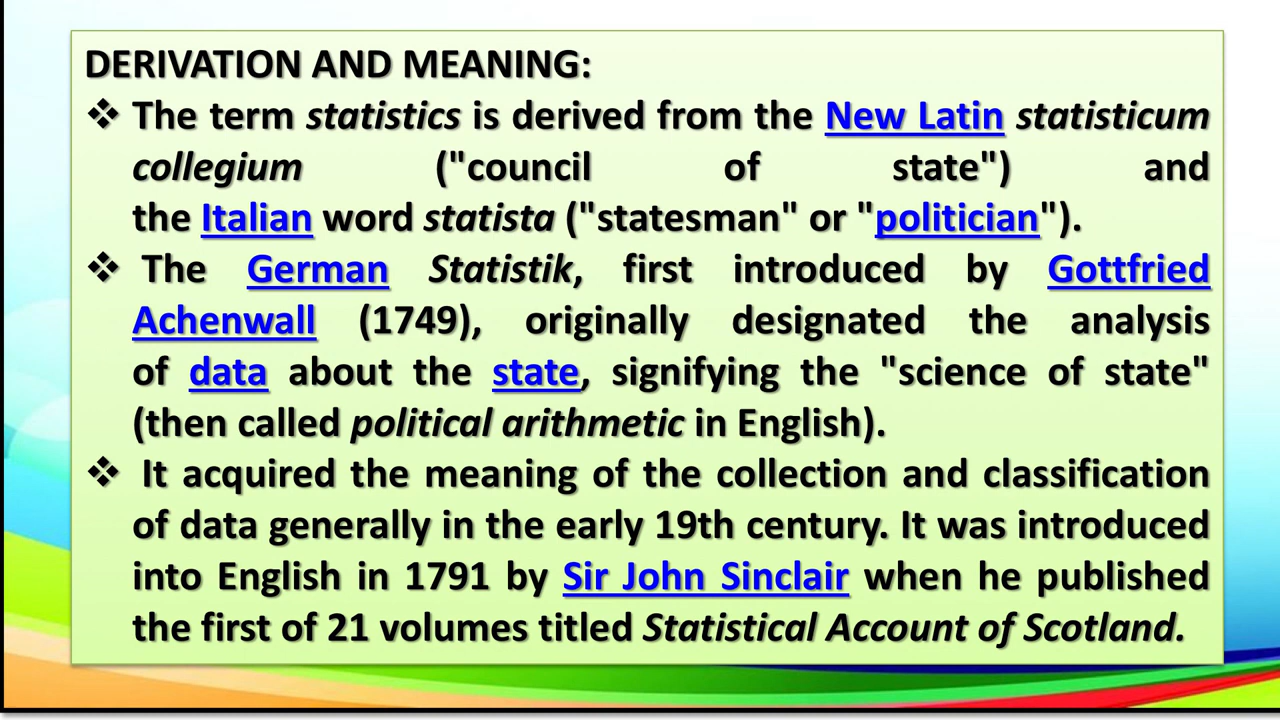 DERIVATION AND MEANING:
❖ The term statistics is derived from the New Latin statisticum
collegium ("council of state") and
the Italian word statista ("statesman" or "politician").
❖ The German Statistik, first introduced by Gottfried
Achenwall (1749), originally designated the analysis
of data about the state, signifying the "science of state"
(then called political arithmetic in English).
❖ It acquired the meaning of the collection and classification
of data generally in the early 19th century. It was introduced
into English in 1791 by Sir John Sinclair when he published
the first of 21 volumes titled Statistical Account of Scotland.